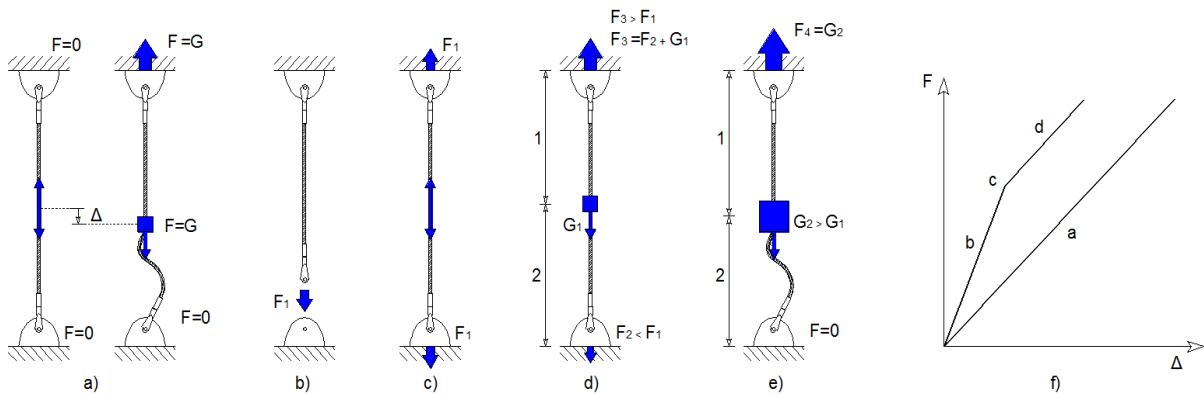 F=0
F=G
Δ
F=G
F=0
F=0
a)
F₁
b)
F₁
F₁
c)
F₃ > F₁
F₃ =F₂ + G₁
1
G₁
2
F₂ < F₁
d)
F₄=G₂
1
G₂ > G₁
2
F=0
e)
F
d
c
b
a
Δ
f)